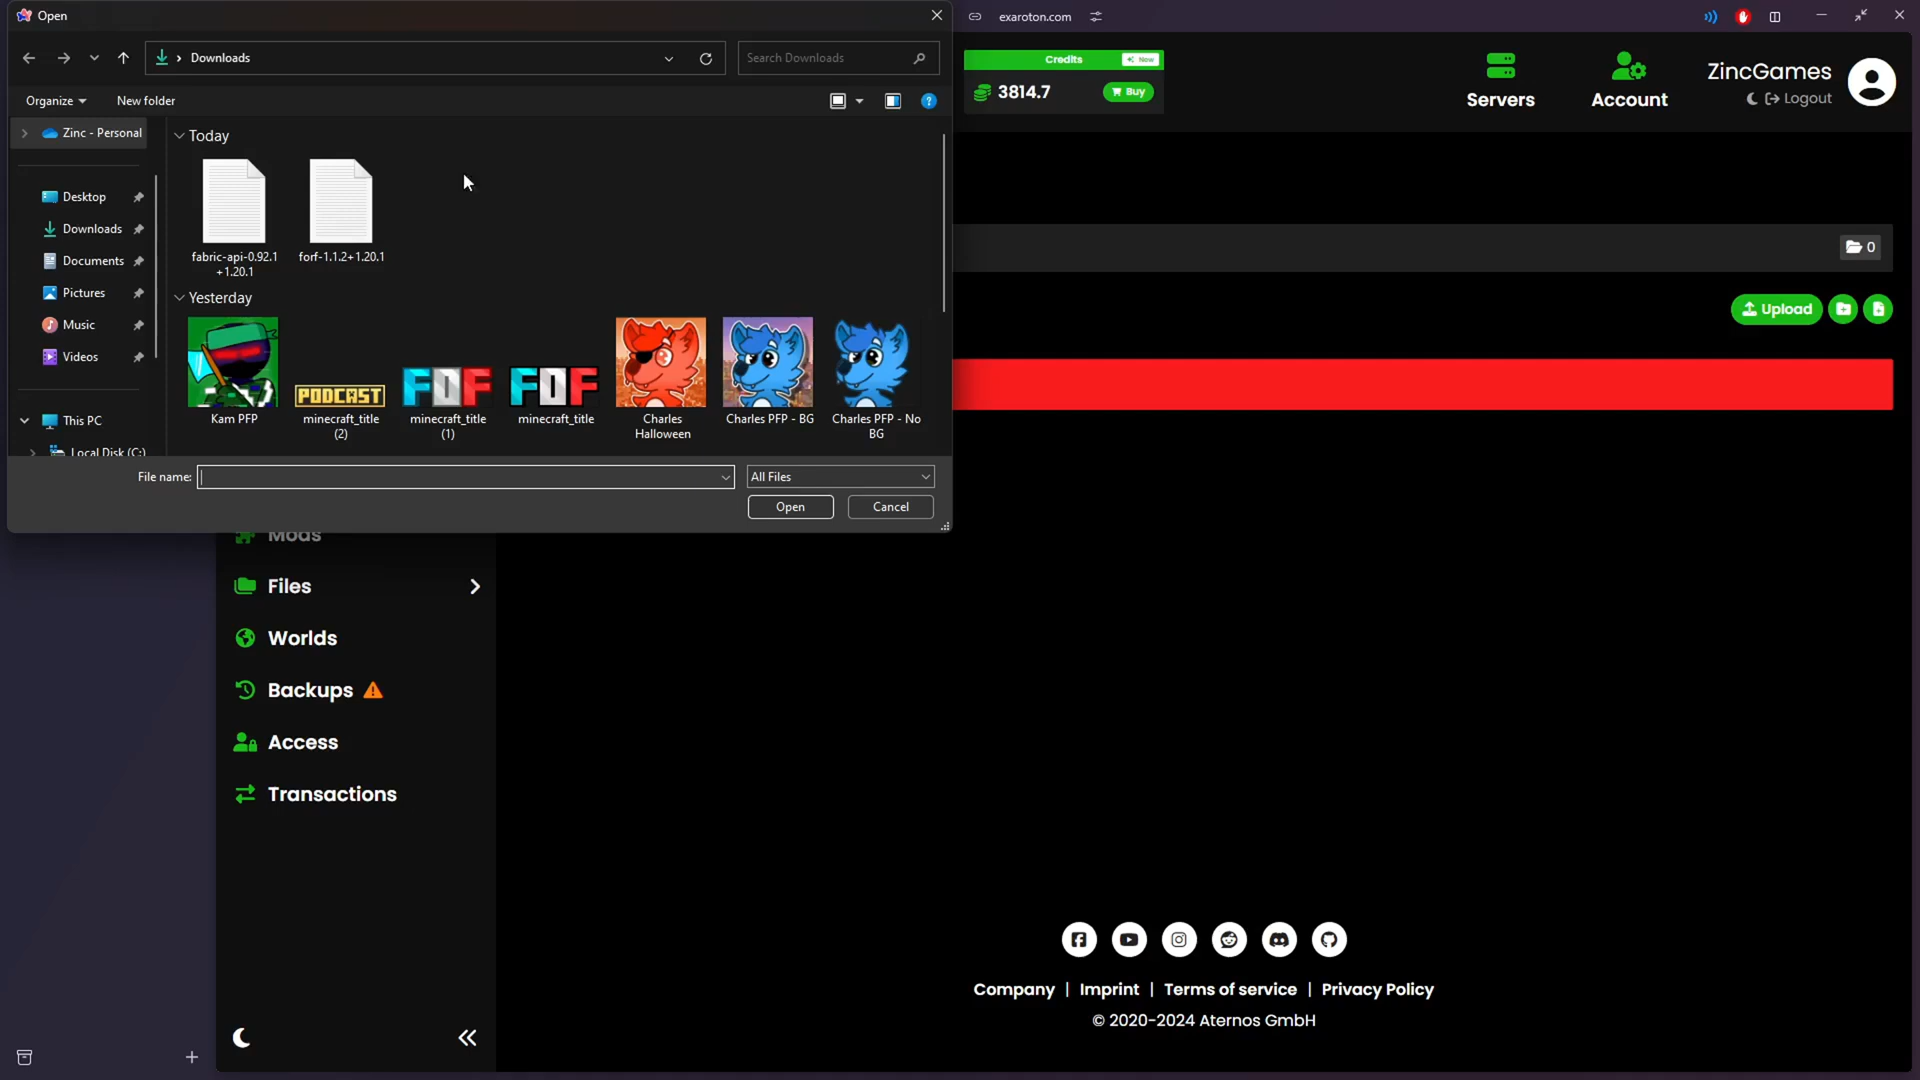 Open
exaroton.com
Downloads
Search Downloads
Credits
New
3814.7
Buy
Servers
Account
ZincGames
Logout
Organize
New folder
Zinc - Personal
Desktop
Downloads
Documents
Pictures
Music
Videos
This PC
Local Disk (C:)
Today
fabric-api-0.92.1
+1.20.1
forf-1.1.2+1.20.1
Yesterday
PODCAST
FOF
FOF
Kam PFP
minecraft_title
(2)
minecraft_title
(1)
minecraft_title
Charles
Halloween
Charles PFP - BG
Charles PFP - No
BG
0
Upload
File name:
All Files
Open
Cancel
Mods
Files
Worlds
Backups
Access
Transactions
Company | Imprint | Terms of service | Privacy Policy
© 2020-2024 Aternos GmbH